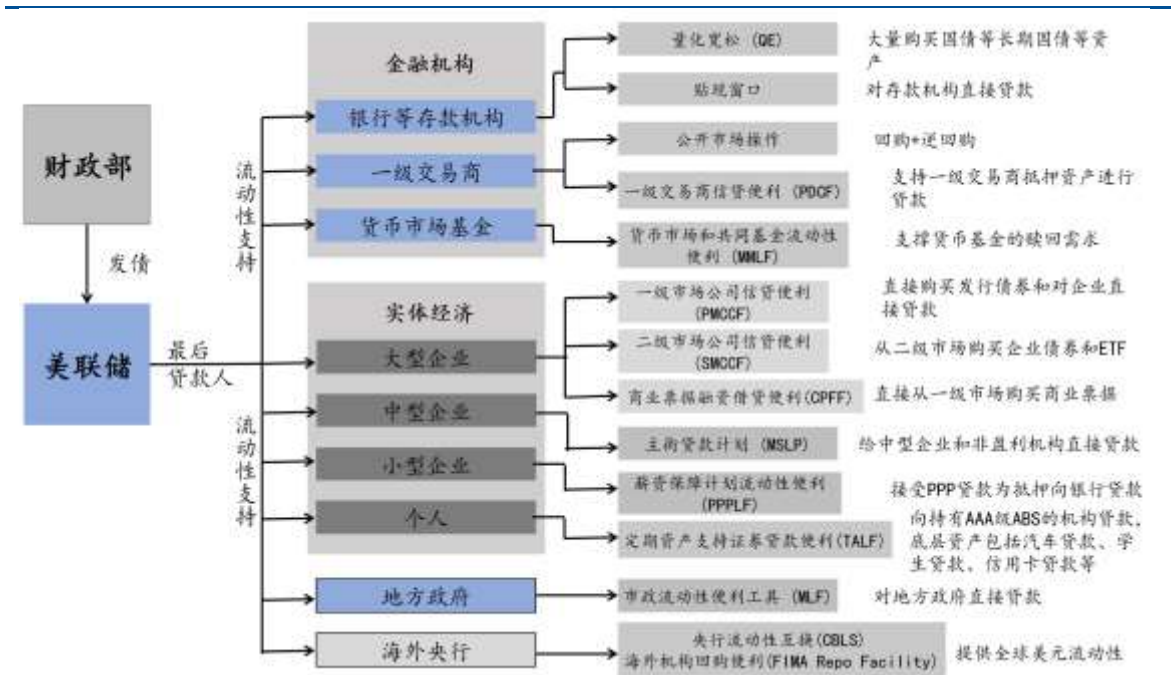 财政部
发债
美联储
最后
贷款人
流动性支持
流动性支持
金融机构
银行等存款机构
一级交易商
货币市场基金
实体经济
大型企业
中型企业
小型企业
个人
地方政府
海外央行
量化宽松 (QE)
大量购买国债等长期国债等资
产
贴现窗口
对存款机构直接贷款
公开市场操作
回购+逆回购
一级交易商信贷便利 (PDCF)
支持一级交易商抵押资产进行
贷款
货币市场和共同基金流动性
便利 (MMLF)
支撑货币基金的赎回需求
一级市场公司信贷便利
(PMCCF)
直接购买发行债券和对企业直
接贷款
二级市场公司信贷便利
(SMCCF)
从二级市场购买企业债券和ETF
商业票据融资借贷便利(CPFF)
直接从一级市场购买商业票据
主街贷款计划 (MSLP)
给中型企业和非盈利机构直接贷款
薪资保障计划流动性便利
(PPPLF)
接受PPP贷款为抵押向银行贷款
定期资产支持证券贷款便利(TALF)
向持有AAA级ABS的机构贷款、
底层资产包括汽车贷款、学
生贷款、信用卡贷款等
市政流动性便利工具 (MLF)
对地方政府直接贷款
央行流动性互换(CBLS)
海外机构回购便利(FIMA Repo Facility)
提供全球美元流动性